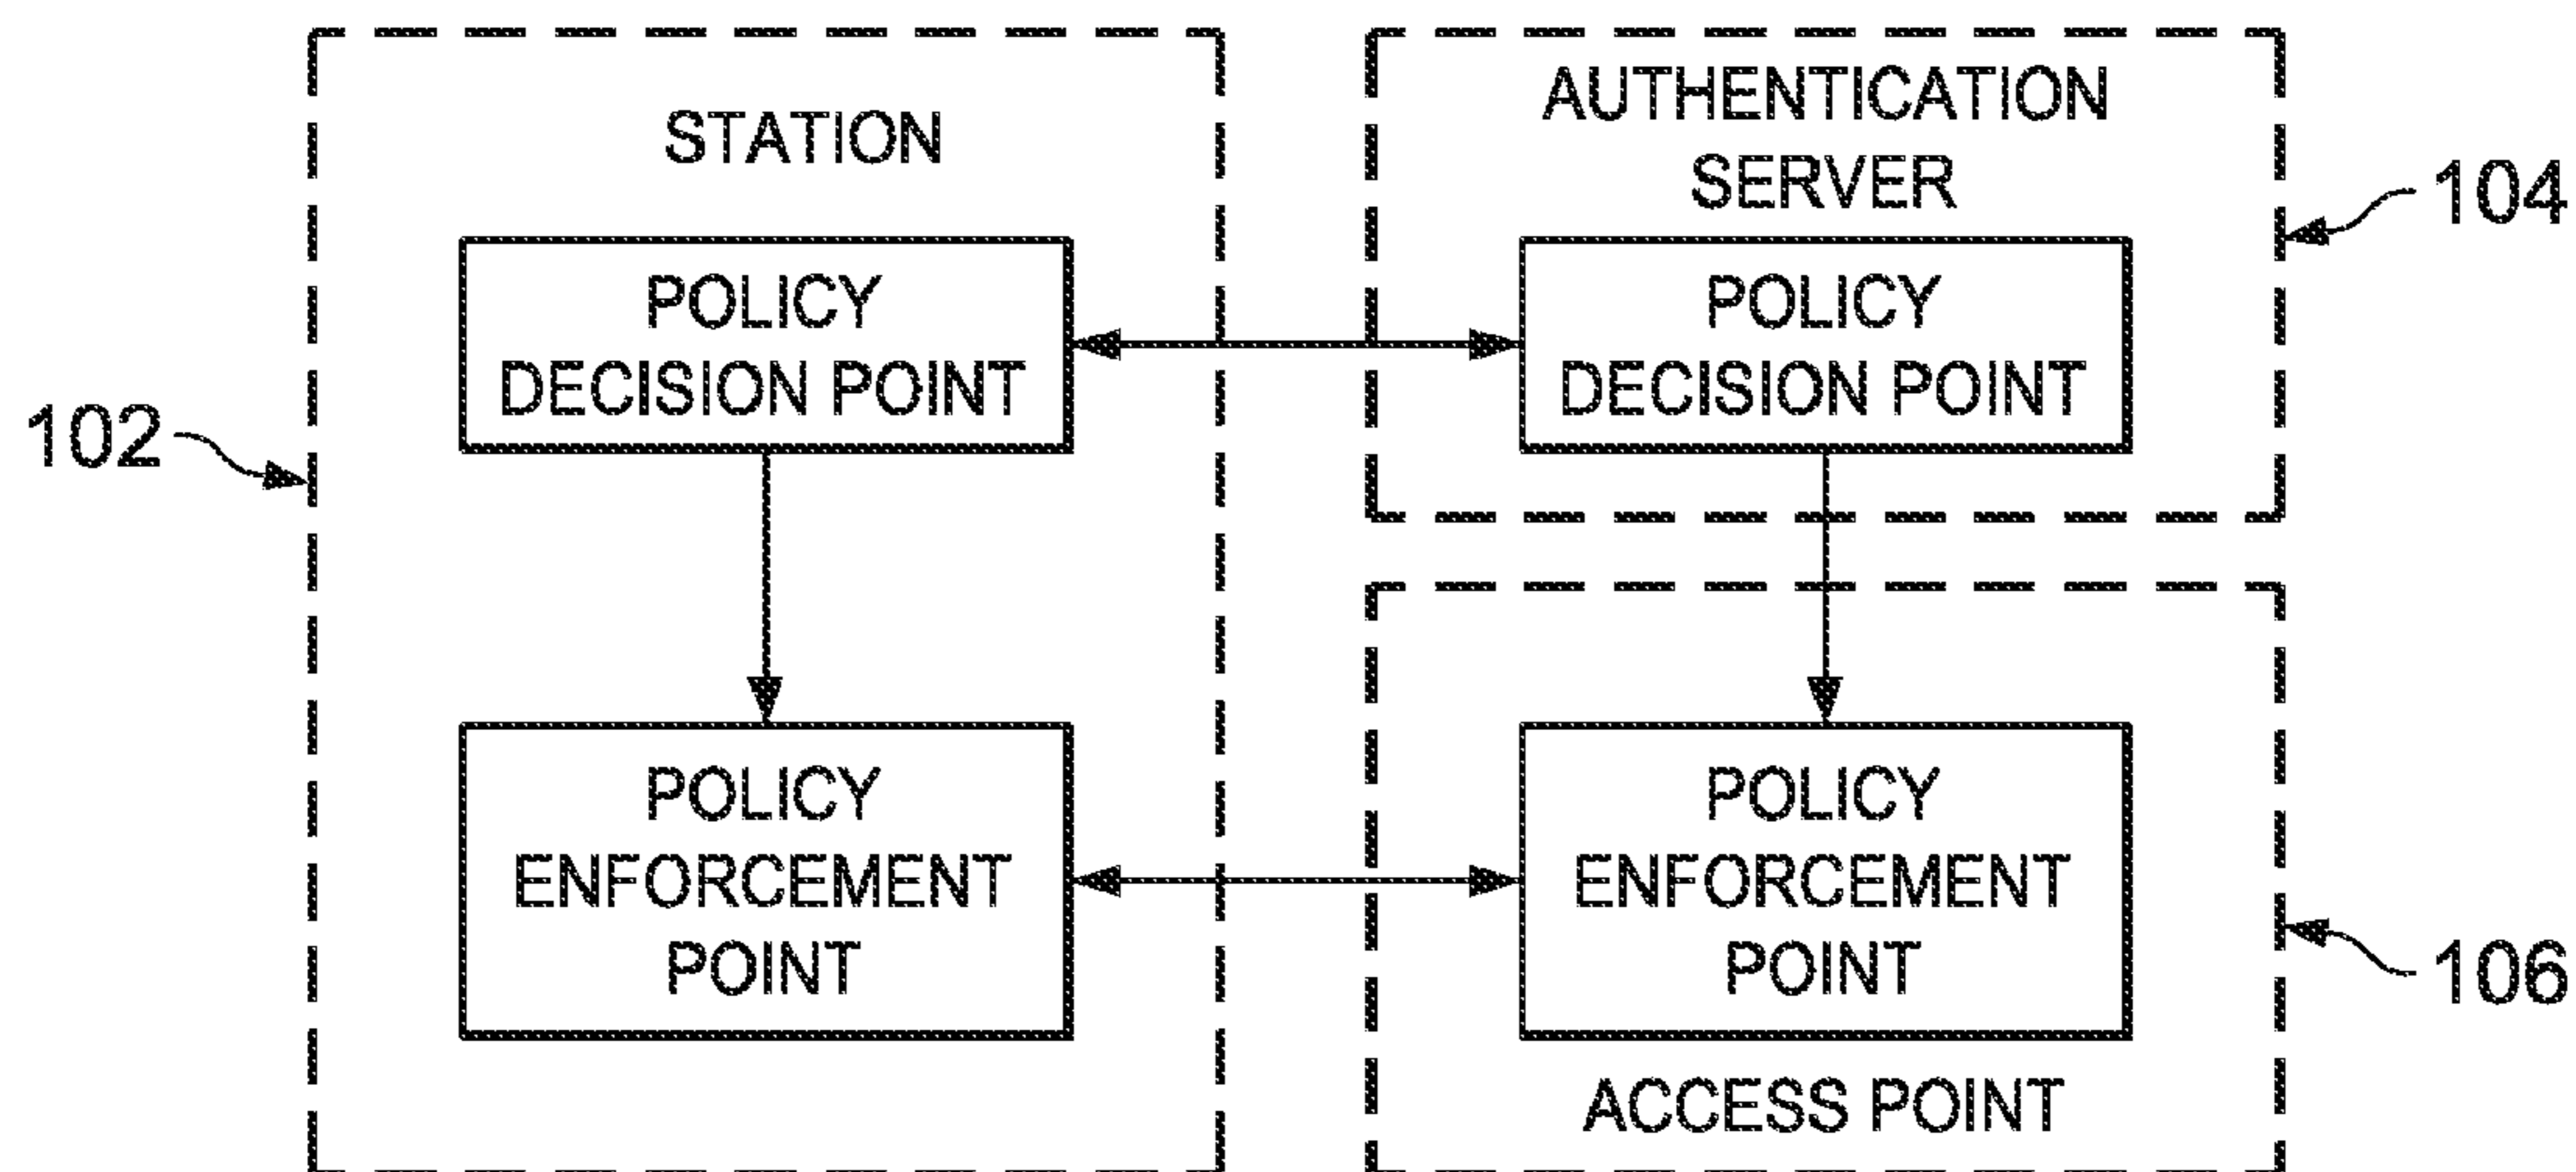 STATION
POLICY
DECISION POINT
POLICY
ENFORCEMENT
POINT
102
AUTHENTICATION
SERVER
POLICY
DECISION POINT
104
POLICY
ENFORCEMENT
POINT
ACCESS POINT
106